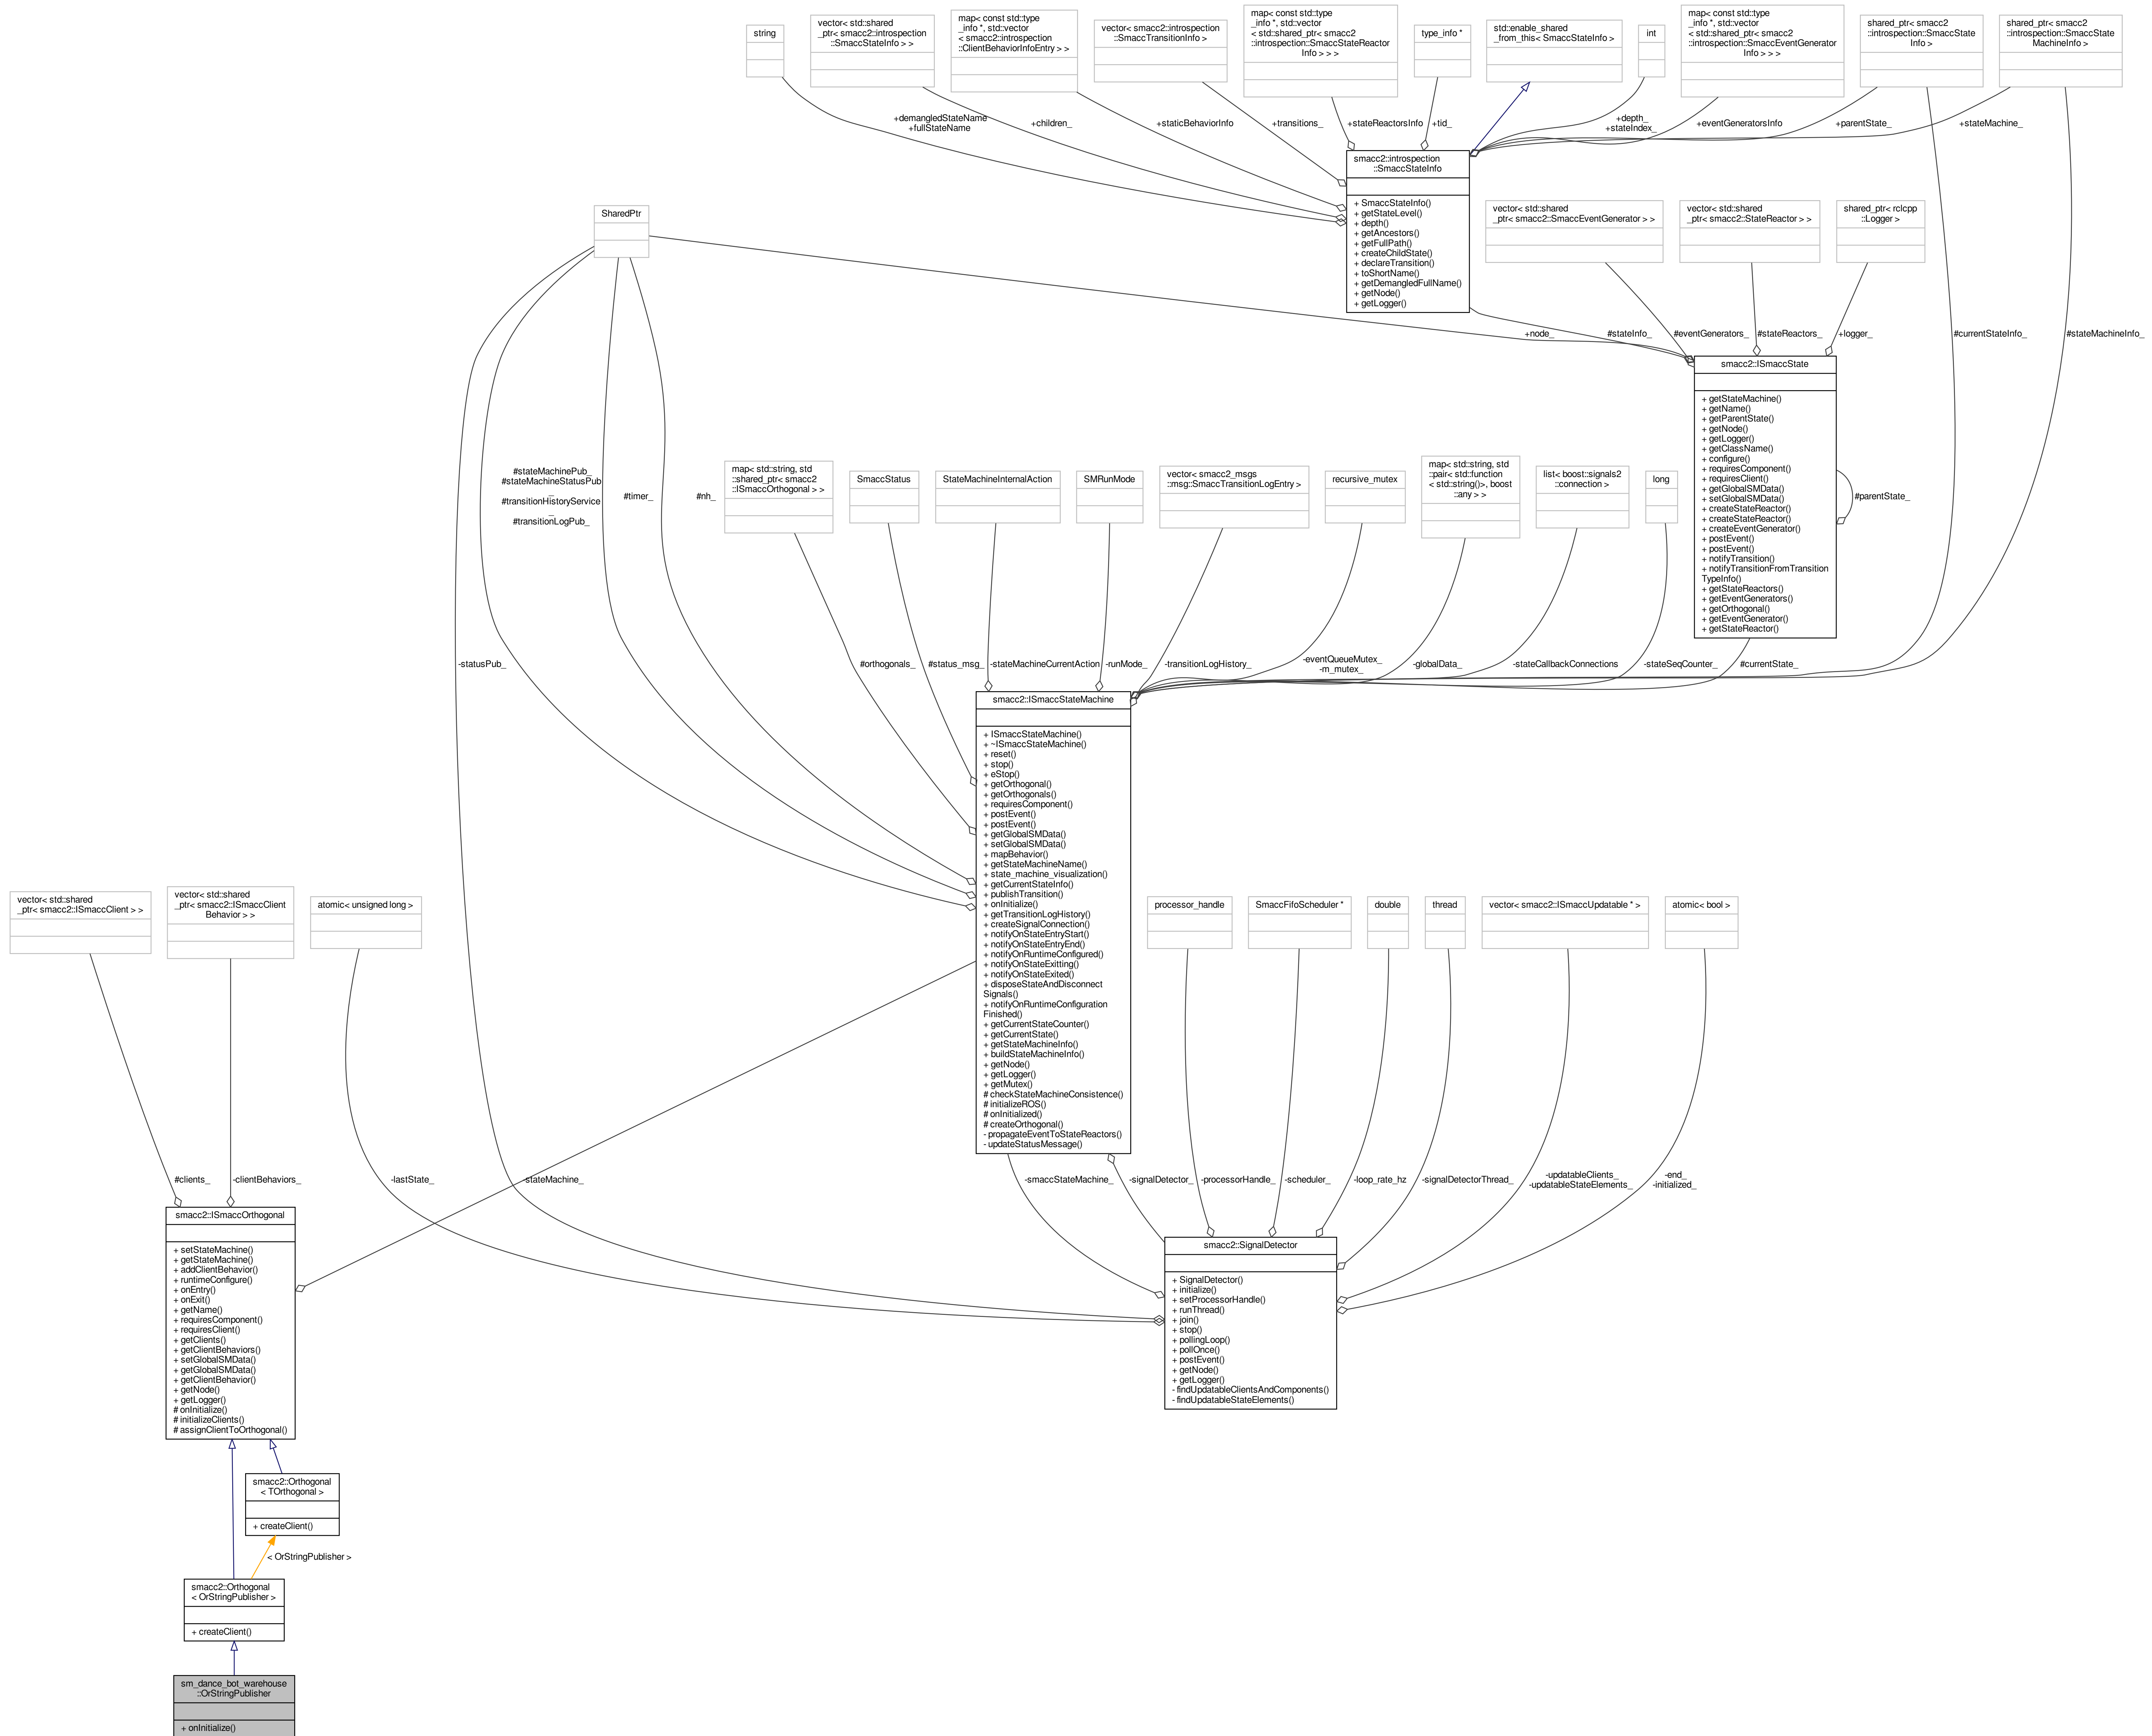 string
vector< std::shared
_ptr< smacc2::introspection
::SmaccStateInfo > >
map< const std::type
_info *, std::vector
< smacc2::introspection
::ClientBehaviorInfoEntry > >
vector< smacc2::introspection
::SmaccTransitionInfo >
map< const std::type
_info *, std::vector
< std::shared_ptr< smacc2
::introspection::SmaccStateReactor
Info > > >
type_info *
std::enable_shared
_from_this< SmaccStateInfo >
int
map< const std::type
_info *, std::vector
< std::shared_ptr< smacc2
::introspection::SmaccEventGenerator
Info > > >
shared_ptr< smacc2
::introspection::SmaccState
Info >
shared_ptr< smacc2
::introspection::SmaccState
MachineInfo >
+demangledStateName
+fullStateName
+children_
+staticBehaviorInfo
+transitions_
+stateReactorsInfo
+tid_
+depth_
+stateIndex_
+eventGeneratorsInfo
+parentState_
+stateMachine_
smacc2::introspection
::SmaccStateInfo
+ SmaccStateInfo()
+ getStateLevel()
+ depth()
+ getAncestors()
+ getFullPath()
+ createChildState()
+ declareTransition()
+ toShortName()
+ getDemangledFullName()
+ getNode()
+ getLogger()
SharedPtr
vector< std::shared
_ptr< smacc2::SmaccEventGenerator > >
vector< std::shared
_ptr< smacc2::StateReactor > >
shared_ptr< rclcpp
::Logger >
+node_
#stateInfo_
#eventGenerators_
#stateReactors_
+logger_
#currentStateInfo_
#stateMachineInfo_
smacc2::ISmaccState
+ getStateMachine()
+ getName()
+ getParentState()
+ getNode()
+ getLogger()
+ getClassName()
+ configure()
+ requiresComponent()
+ requiresClient()
+ getGlobalSMData()
+ setGlobalSMData()
+ createStateReactor()
+ createStateReactor()
+ createEventGenerator()
+ postEvent()
+ postEvent()
+ notifyTransition()
+ notifyTransitionFromTransition
TypeInfo()
+ getStateReactors()
+ getEventGenerators()
+ getOrthogonal()
+ getEventGenerator()
+ getStateReactor()
#parentState_
#stateMachinePub_
#stateMachineStatusPub
_
#transitionHistoryService
_
#transitionLogPub_
#timer_
#nh_
map< std::string, std
::shared_ptr< smacc2
::ISmaccOrthogonal > >
SmaccStatus
StateMachineInternalAction
SMRunMode
vector< smacc2_msgs
::msg::SmaccTransitionLogEntry >
recursive_mutex
map< std::string, std
::pair< std::function
< std::string()>, boost
::any > >
list< boost::signals2
::connection >
long
-statusPub_
#orthogonals_
#status_msg_
-stateMachineCurrentAction
-runMode_
-transitionLogHistory_
-eventQueueMutex_
-m_mutex_
-globalData_
-stateCallbackConnections
-stateSeqCounter_
#currentState_
smacc2::ISmaccStateMachine
+ ISmaccStateMachine()
+ ~ISmaccStateMachine()
+ reset()
+ stop()
+ eStop()
+ getOrthogonal()
+ getOrthogonals()
+ requiresComponent()
+ postEvent()
+ postEvent()
+ getGlobalSMData()
+ setGlobalSMData()
+ mapBehavior()
+ getStateMachineName()
+ state_machine_visualization()
+ getCurrentStateInfo()
+ publishTransition()
+ onInitialize()
+ getTransitionLogHistory()
+ createSignalConnection()
+ notifyOnStateEntryStart()
+ notifyOnStateEntryEnd()
+ notifyOnRuntimeConfigured()
+ notifyOnStateExitting()
+ notifyOnStateExited()
+ disposeStateAndDisconnect
Signals()
+ notifyOnRuntimeConfiguration
Finished()
+ getCurrentStateCounter()
+ getCurrentState()
+ getStateMachineInfo()
+ buildStateMachineInfo()
+ getNode()
+ getLogger()
+ getMutex()
# checkStateMachineConsistence()
# initializeROS()
# onInitialized()
# createOrthogonal()
- propagateEventToStateReactors()
- updateStatusMessage()
vector< std::shared
_ptr< smacc2::ISmaccClient > >
vector< std::shared
_ptr< smacc2::ISmaccClient
Behavior > >
atomic< unsigned long >
processor_handle
SmaccFifoScheduler *
double
thread
vector< smacc2::ISmaccUpdatable * >
atomic< bool >
#clients_
-clientBehaviors_
-lastState_
-stateMachine_
-smaccStateMachine_
-signalDetector_
-processorHandle_
-scheduler_
-loop_rate_hz
-signalDetectorThread_
-updatableClients_
-updatableStateElements_
-end_
-initialized_
smacc2::ISmaccOrthogonal
+ setStateMachine()
+ getStateMachine()
+ addClientBehavior()
+ runtimeConfigure()
+ onEntry()
+ onExit()
+ getName()
+ requiresComponent()
+ requiresClient()
+ getClients()
+ getClientBehaviors()
+ setGlobalSMData()
+ getGlobalSMData()
+ getClientBehavior()
+ getNode()
+ getLogger()
# onInitialize()
# initializeClients()
# assignClientToOrthogonal()
smacc2::SignalDetector
+ SignalDetector()
+ initialize()
+ setProcessorHandle()
+ runThread()
+ join()
+ stop()
+ pollingLoop()
+ pollOnce()
+ postEvent()
+ getNode()
+ getLogger()
- findUpdatableClientsAndComponents()
- findUpdatableStateElements()
smacc2::Orthogonal
< TOrthogonal >
+ createClient()
< OrStringPublisher >
smacc2::Orthogonal
< OrStringPublisher >
+ createClient()
sm_dance_bot_warehouse
::OrStringPublisher
+ onInitialize()